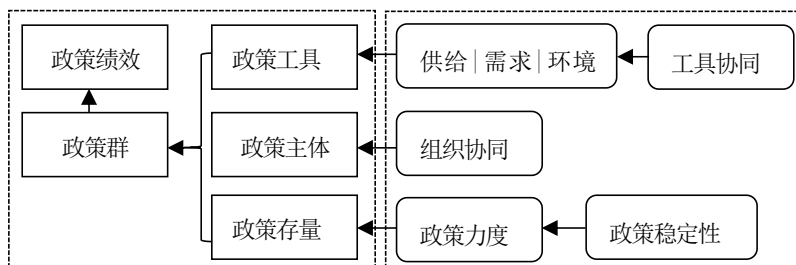 政策绩效
政策工具
供给|需求|环境
工具协同
政策群
政策主体
组织协同
政策存量
政策力度
政策稳定性